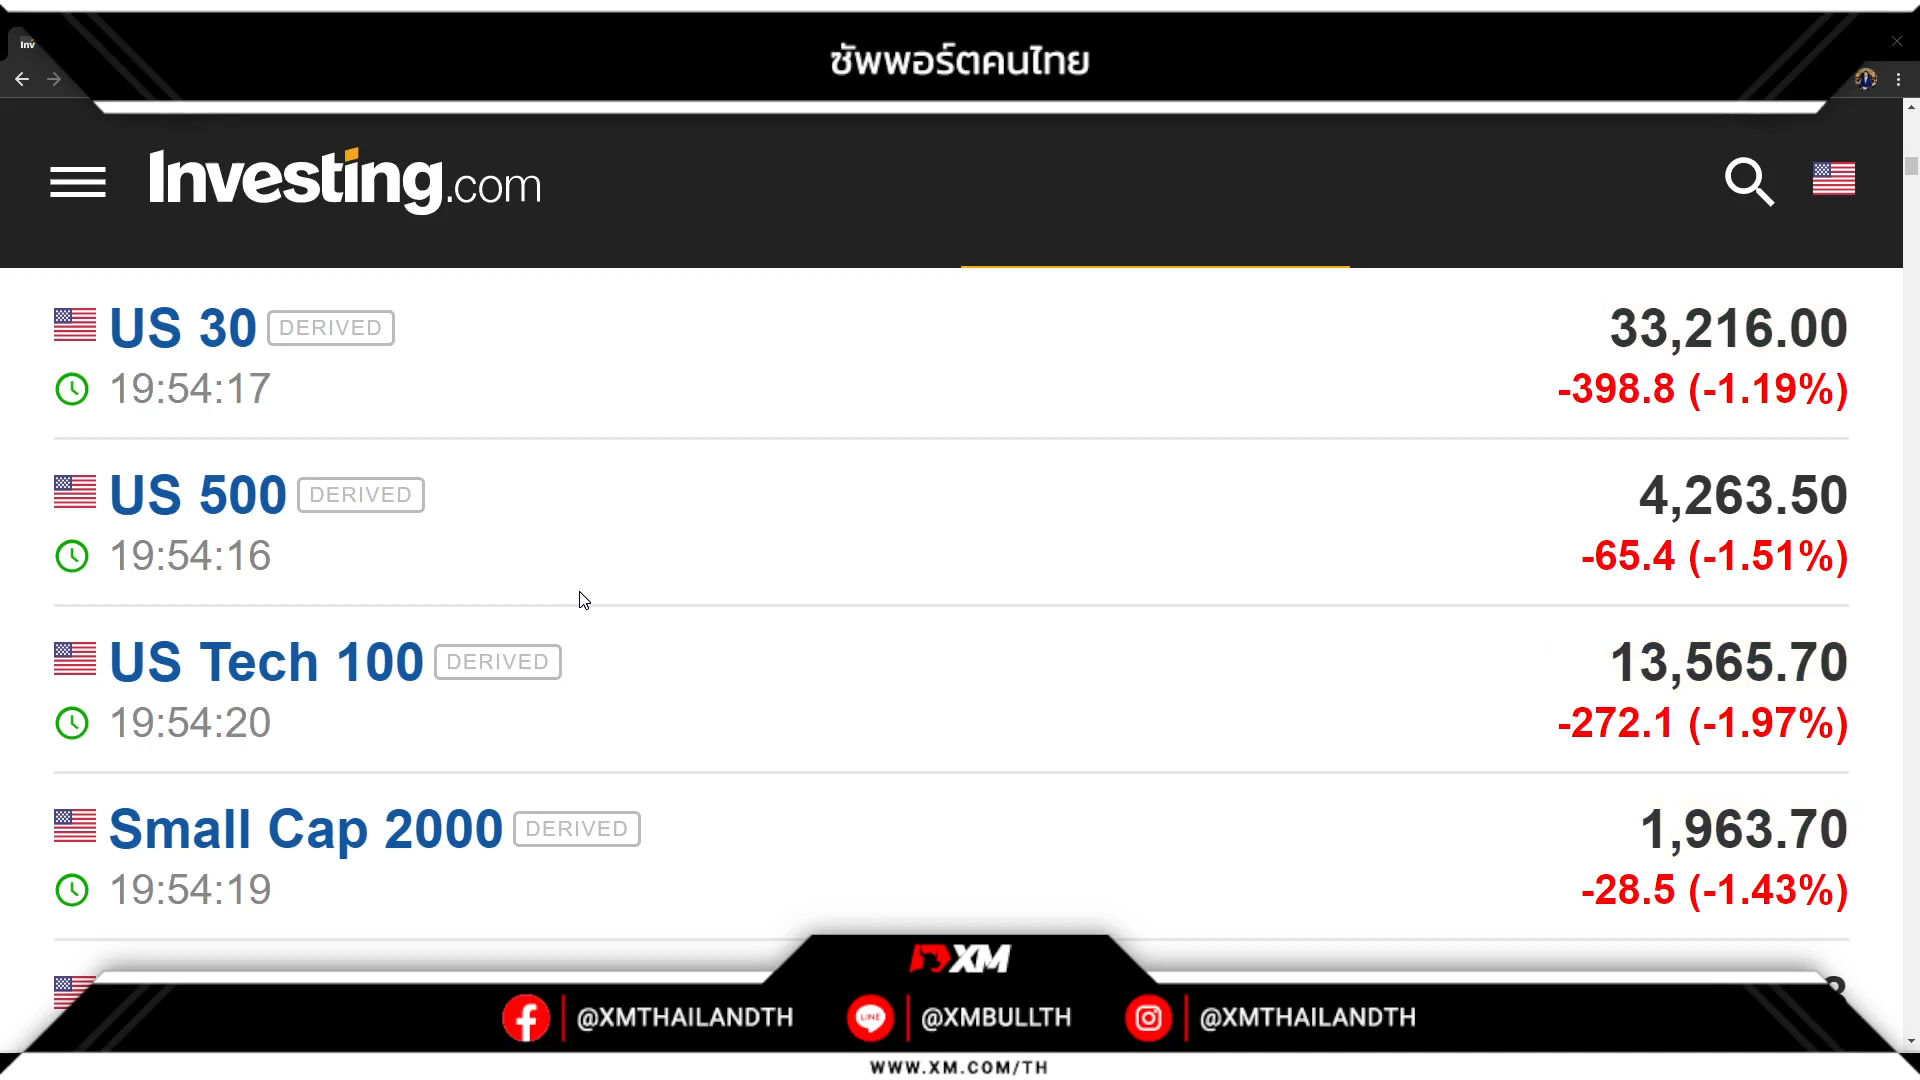 Inv
ซัพพอร์ตคนไทย
Investing.com
US 30 DERIVED 33,216.00
19:54:17 -398.8 (-1.19%)
US 500 DERIVED 4,263.50
19:54:16 -65.4 (-1.51%)
US Tech 100 DERIVED 13,565.70
19:54:20 -272.1 (-1.97%)
Small Cap 2000 DERIVED 1,963.70
19:54:19 -28.5 (-1.43%)
XM
@XMTHAILANDTH LINE @XMBULLTH @XMTHAILANDTH
WWW.XM.COM/TH